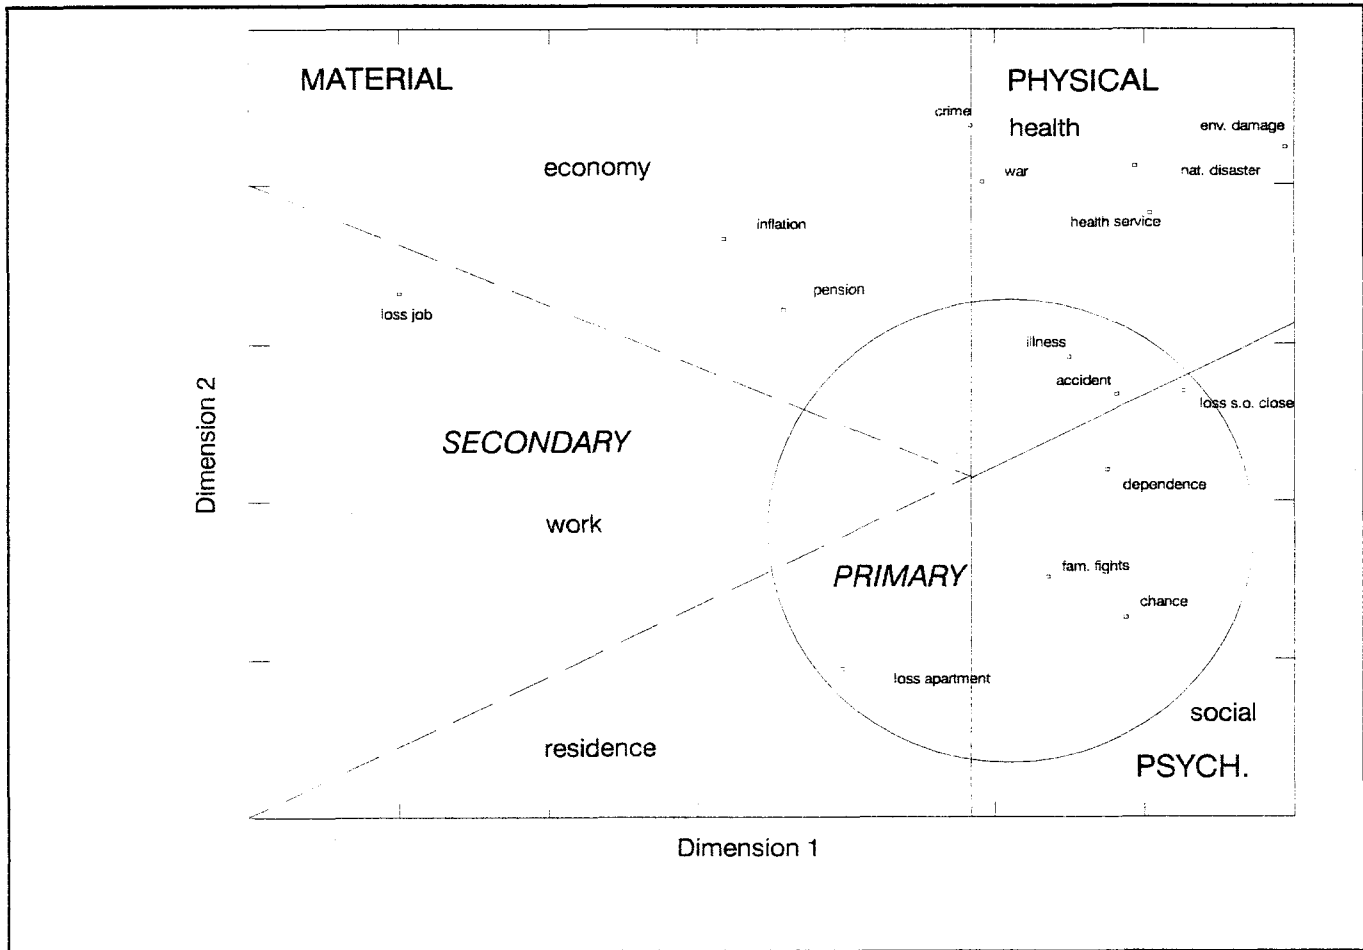 MATERIAL
PHYSICAL
crime
health
env. damage
economy
war
nat. disaster
health service
inflation
pension
loss job
illness
accident
loss s.o. close
Dimension 2
SECONDARY
dependence
work
PRIMARY
fam. fights
chance
loss apartment
social
residence
PSYCH.
Dimension 1